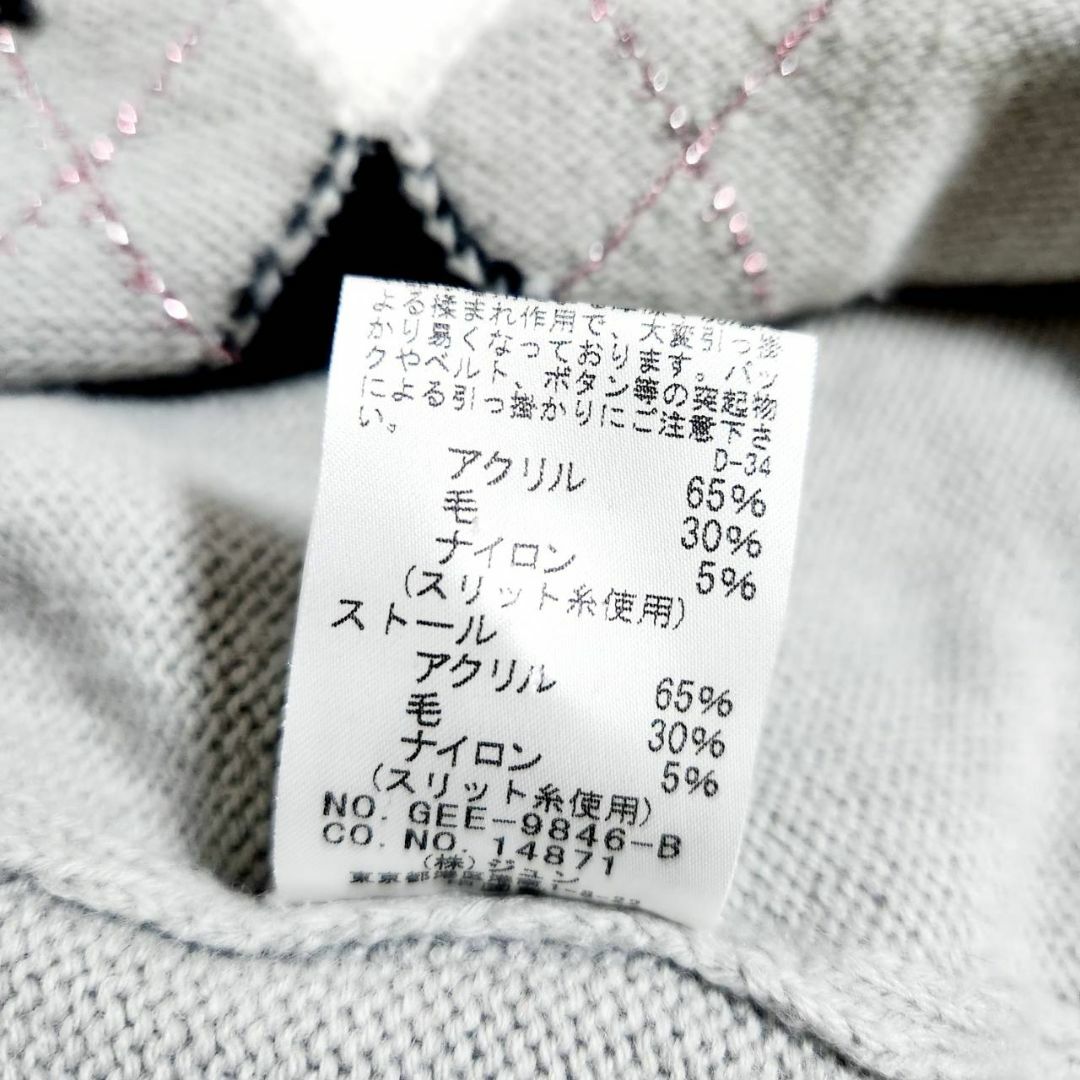 る揉まれ作用で、大変引っ掛
かり易くなっております。バッ
クやベルト、ボタン等の突起物
による引っ掛かりにご注意下さ
い。
D-34
アクリル 65%
毛 30%
ナイロン 5%
(スリット糸使用)
ストール
アクリル 65%
毛 30%
ナイロン 5%
(スリット糸使用)
NO. GEE-9846-B
CO. NO. 14871
(株)ジュン
東京都港区